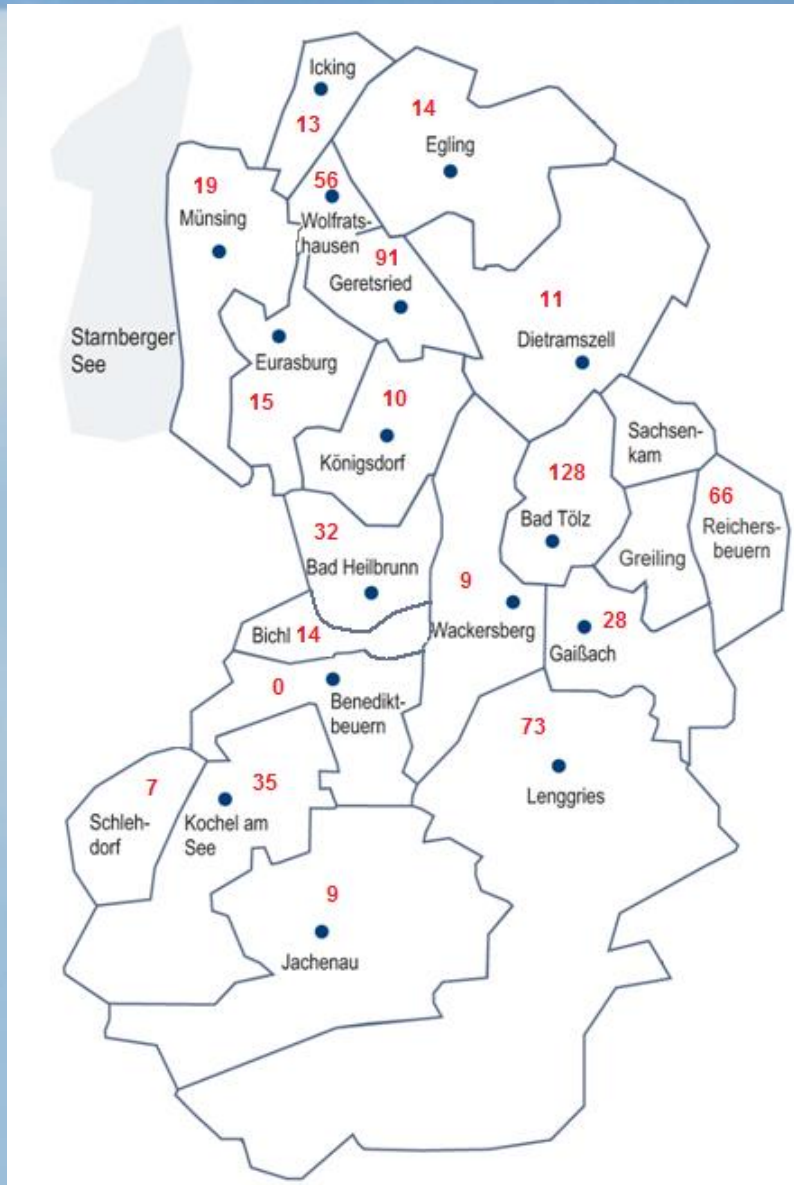 Icking
13
14
Egling
19
Münsing
56
Wolfrats-
hausen
91
Geretsried
11
Dietramszell
Starnberger
See
Eurasburg
15
10
Königsdorf
Sachsen-
kam
128
Bad Tölz
66
Reichers-
beuern
Greiling
32
Bad Heilbrunn
9
Wackersberg
28
Gaißach
Bichl 14
0
Benedikt-
beuern
73
Lenggries
7
Schleh-
dorf
35
Kochel am
See
9
Jachenau